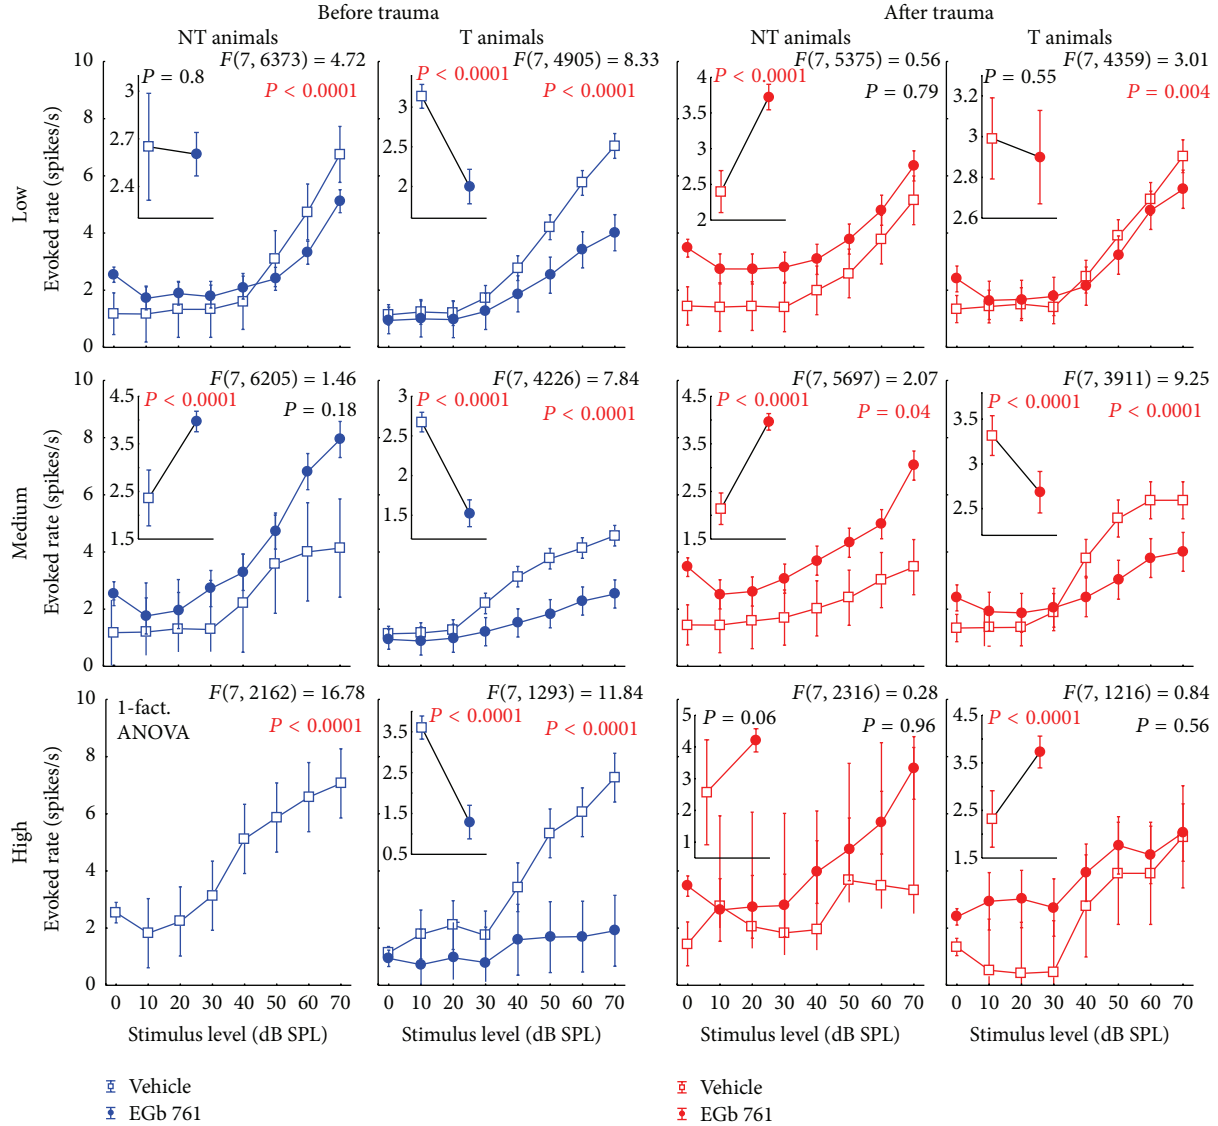 Before trauma
After trauma
NT animals
T animals
NT animals
T animals
Low
Evoked rate (spikes/s)
10
8
6
4
2
0
F(7, 6373) = 4.72
P < 0.0001
P = 0.8
3
2.6
2.4
F(7, 4905) = 8.33
P < 0.0001
P < 0.0001
3
2.5
2
F(7, 5375) = 0.56
P = 0.79
P < 0.0001
4
3.5
3
2.5
2
F(7, 4359) = 3.01
P = 0.004
P = 0.55
3.2
3
2.8
2.6
Medium
Evoked rate (spikes/s)
10
8
6
4
2
0
F(7, 6205) = 1.46
P = 0.18
P < 0.0001
4.5
3.5
2.5
1.5
F(7, 4226) = 7.84
P < 0.0001
P < 0.0001
3
2.5
2
1.5
F(7, 5697) = 2.07
P = 0.04
P < 0.0001
4.5
3.5
2.5
1.5
F(7, 3911) = 9.25
P < 0.0001
P < 0.0001
3.5
3
2.5
High
Evoked rate (spikes/s)
10
8
6
4
2
0
F(7, 2162) = 16.78
P < 0.0001
1-fact.
ANOVA
F(7, 1293) = 11.84
P < 0.0001
P < 0.0001
3.5
2.5
1.5
0.5
F(7, 2316) = 0.28
P = 0.96
P = 0.06
5
4
3
2
1
F(7, 1216) = 0.84
P = 0.56
P < 0.0001
4.5
3.5
2.5
1.5
0 10 20 30 40 50 60 70
0 10 20 30 40 50 60 70
0 10 20 30 40 50 60 70
0 10 20 30 40 50 60 70
Stimulus level (dB SPL)
Stimulus level (dB SPL)
Stimulus level (dB SPL)
Stimulus level (dB SPL)
Vehicle
EGb 761
Vehicle
EGb 761